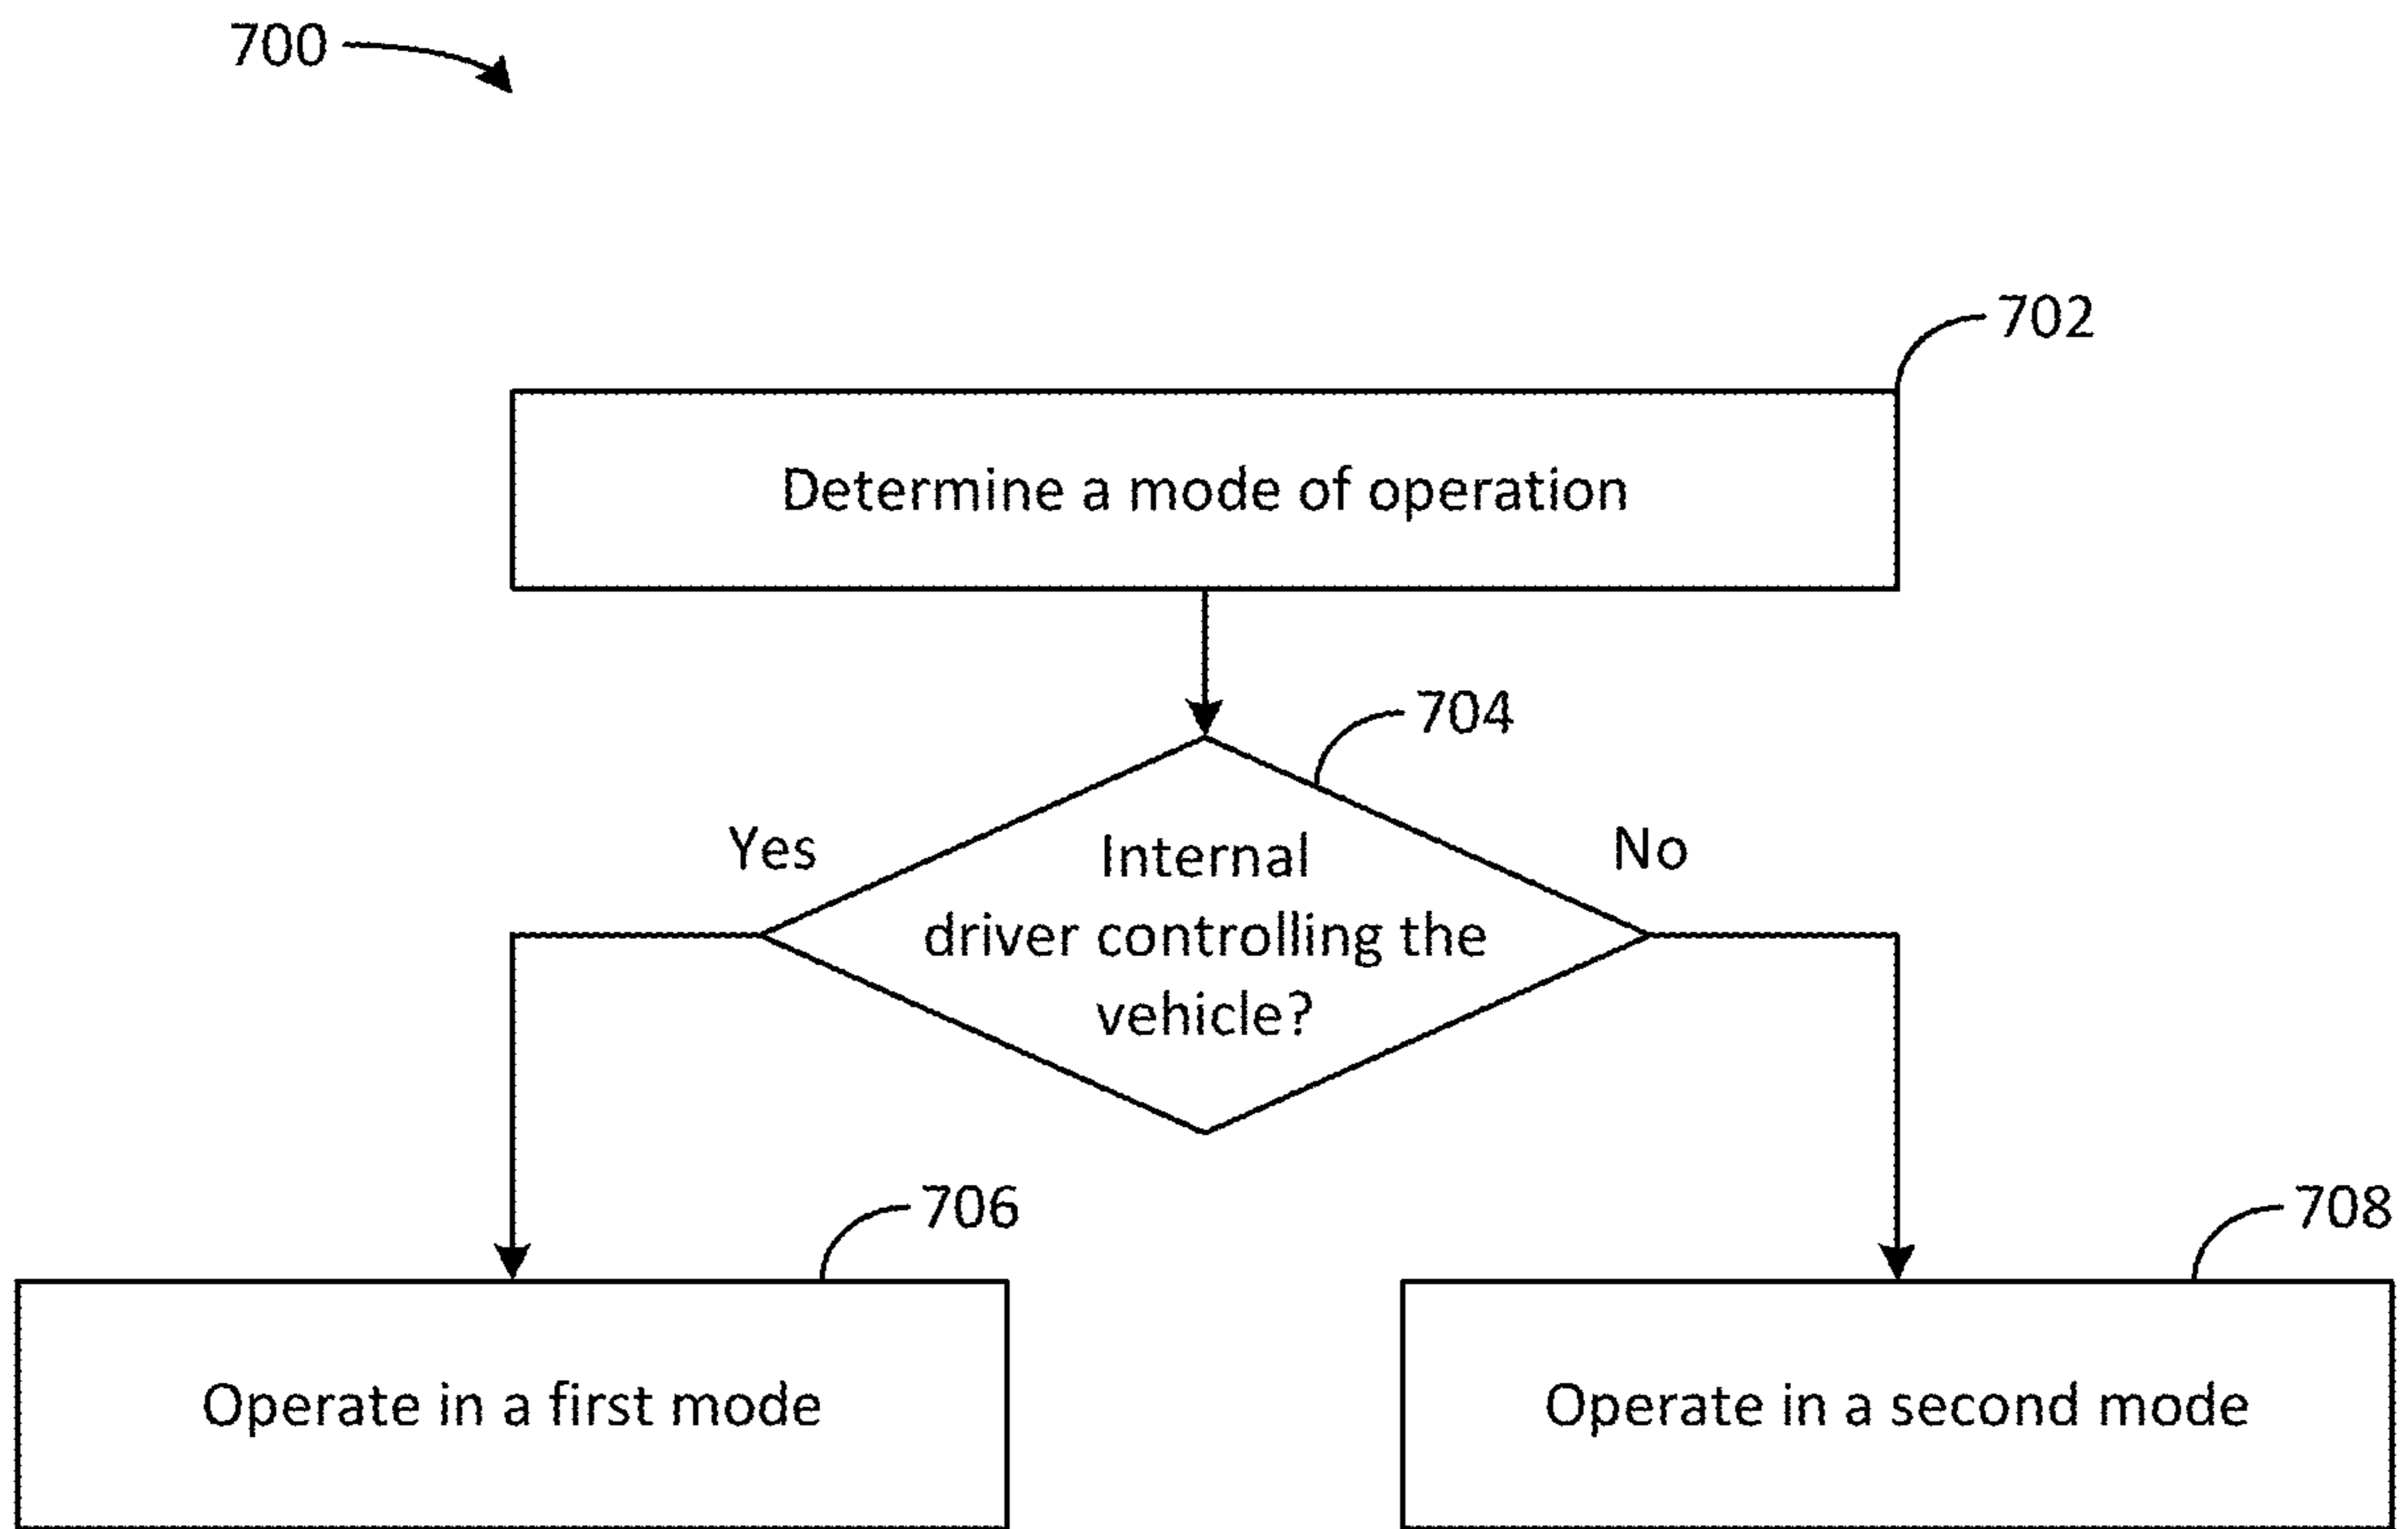 700
702
Determine a mode of operation
704
Yes
No
Internal
driver controlling the
vehicle?
706
708
Operate in a first mode
Operate in a second mode